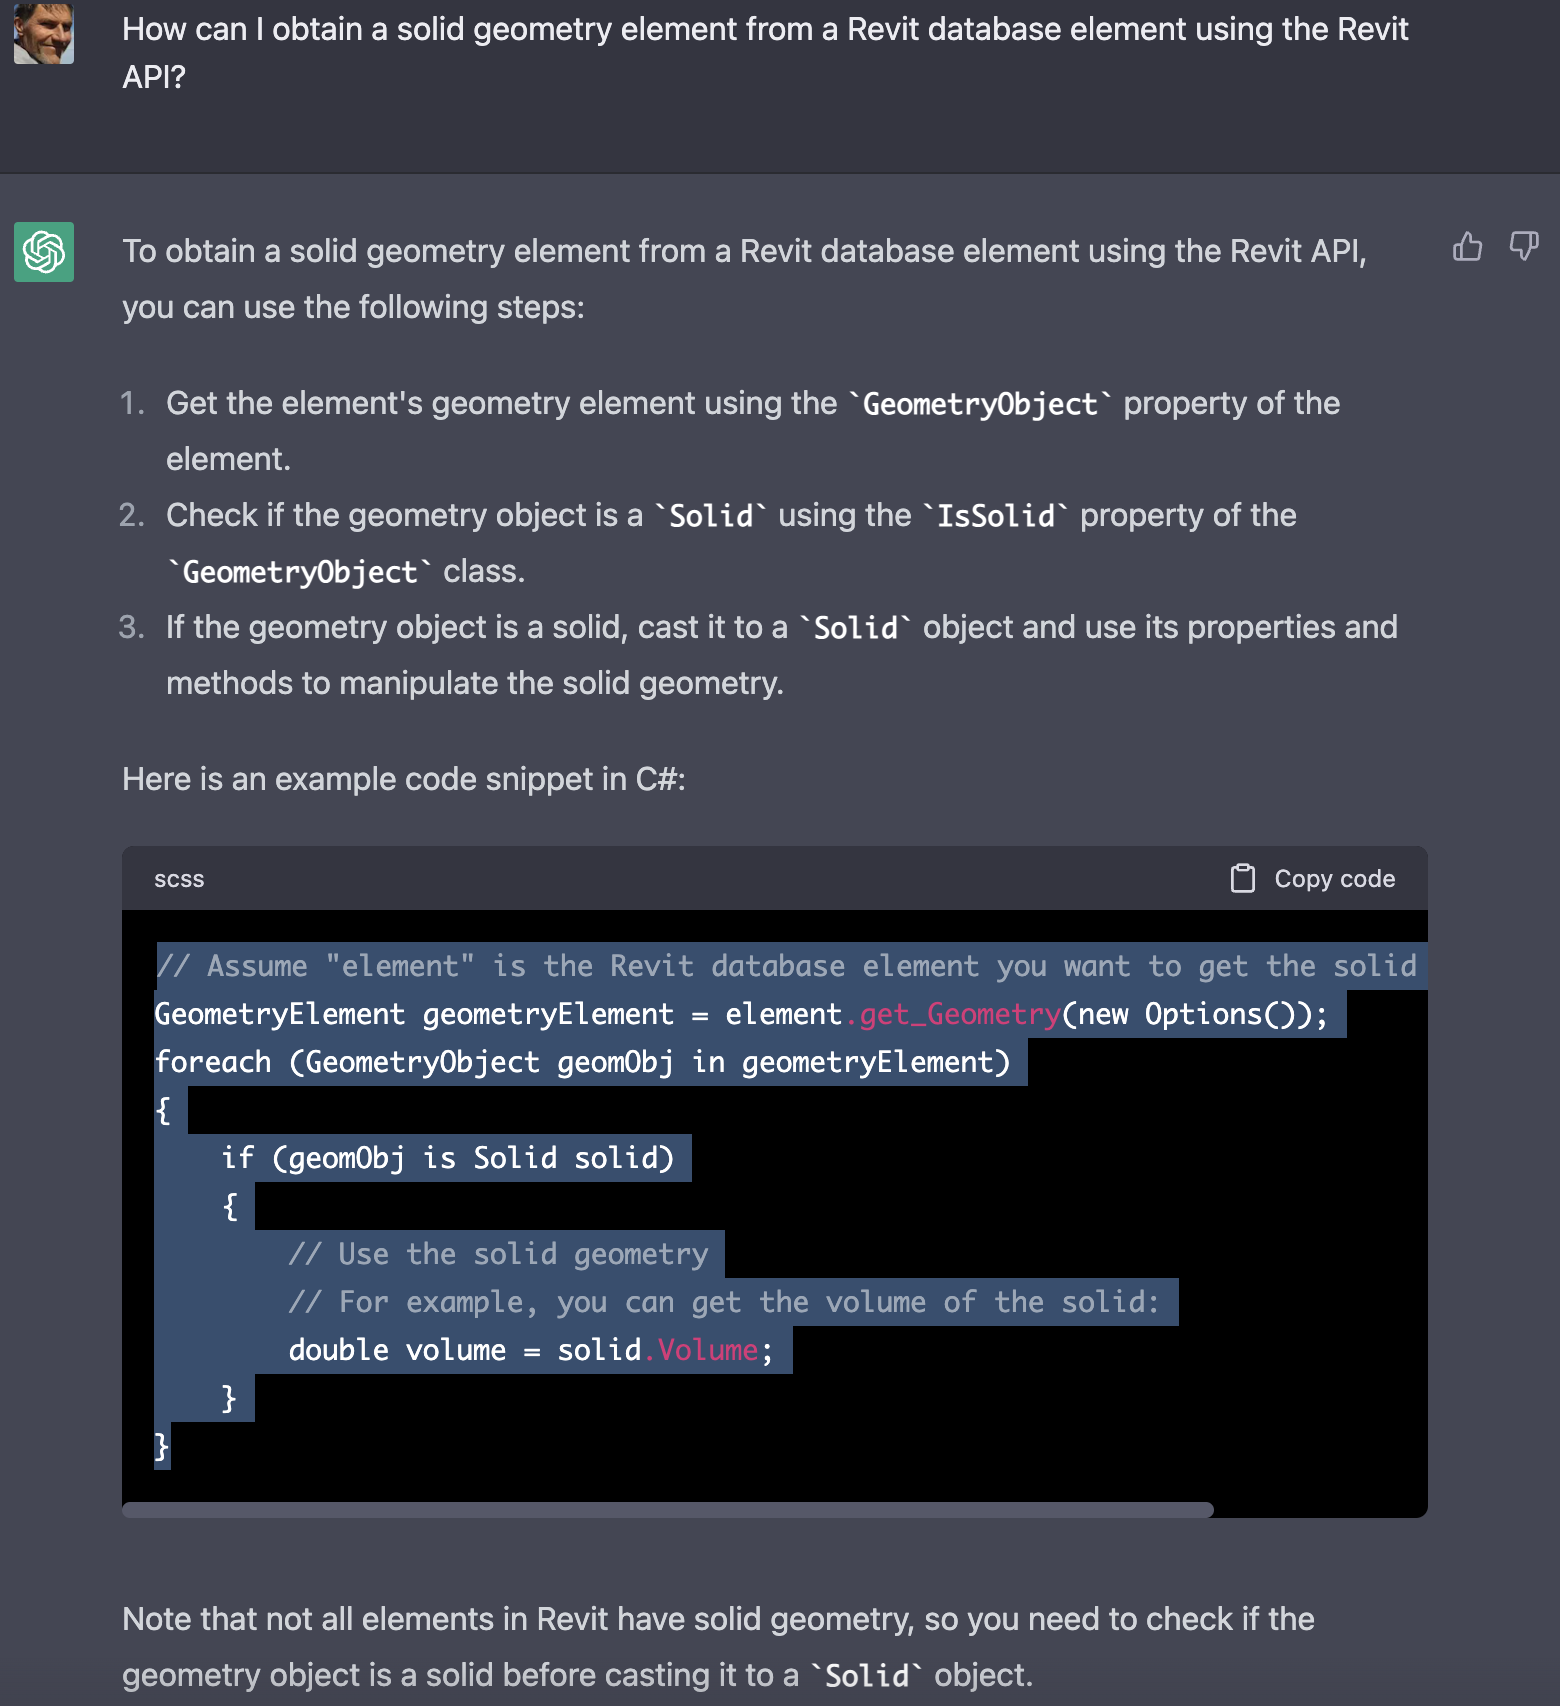 How can I obtain a solid geometry element from a Revit database element using the Revit
API?
To obtain a solid geometry element from a Revit database element using the Revit API,
you can use the following steps:
1. Get the element's geometry element using the `GeometryObject` property of the
element.
2. Check if the geometry object is a `Solid` using the `IsSolid` property of the
`GeometryObject` class.
3. If the geometry object is a solid, cast it to a `Solid` object and use its properties and
methods to manipulate the solid geometry.
Here is an example code snippet in C#:
scss Copy code
// Assume "element" is the Revit database element you want to get the solid
GeometryElement geometryElement = element.get_Geometry(new Options());
foreach (GeometryObject geomObj in geometryElement)
{
    if (geomObj is Solid solid)
    {
        // Use the solid geometry
        // For example, you can get the volume of the solid:
        double volume = solid.Volume;
    }
}
Note that not all elements in Revit have solid geometry, so you need to check if the
geometry object is a solid before casting it to a `Solid` object.